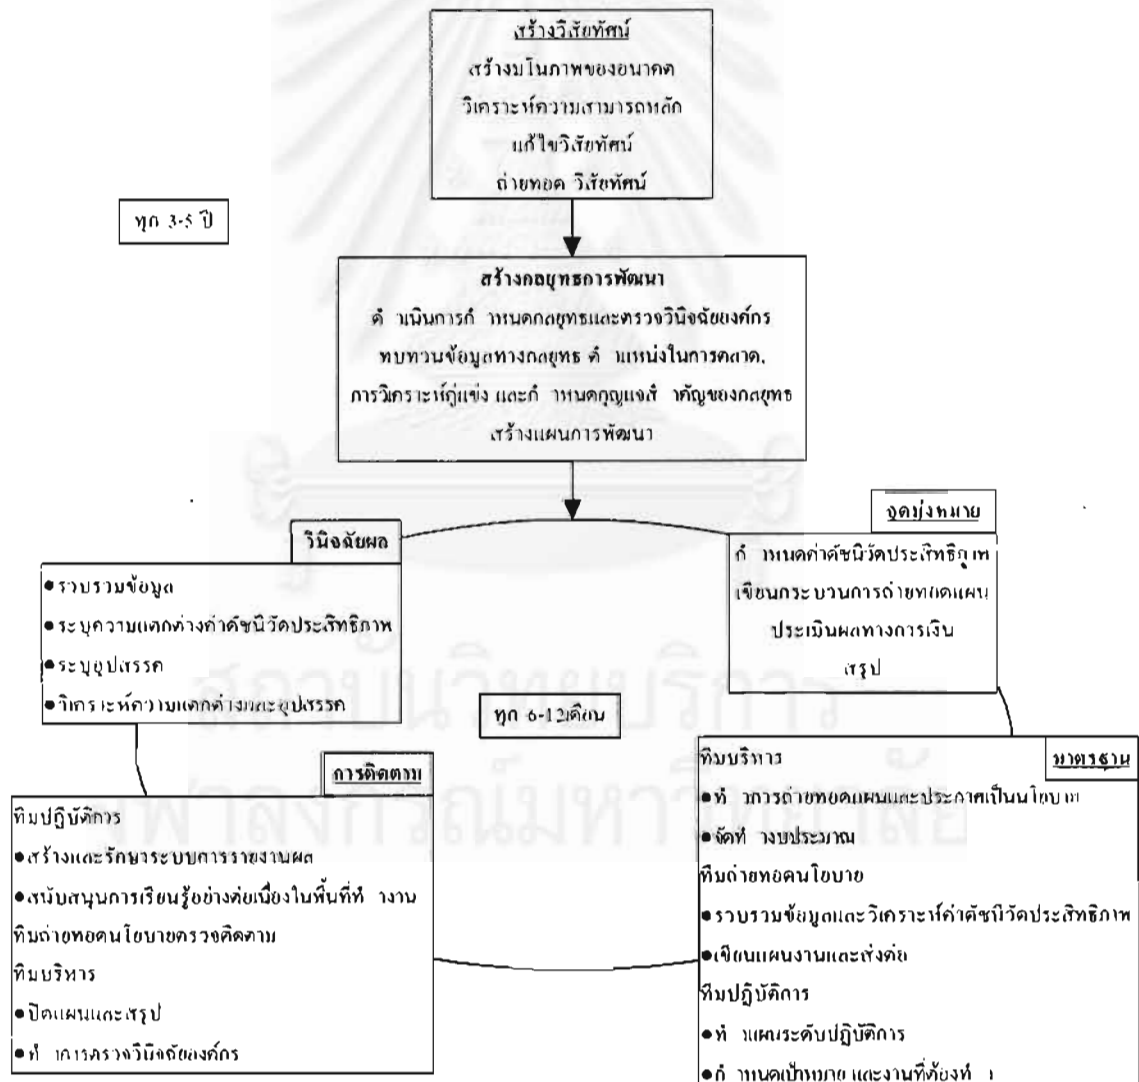 สร้างวิสัยทัศน์
สร้างมโนภาพของอนาคต
วิเคราะห์ความสามารถหลัก
แก้ไขวิสัยทัศน์
ถ่ายทอด วิสัยทัศน์
ทุก 3-5 ปี
สร้างกลยุทธการพัฒนา
ดำเนินการกำหนดกลยุทธและตรวจวินิจฉัยองค์กร
ทบทวนข้อมูลทางกลยุทธ ตำแหน่งในการตลาด,
การวิเคราะห์คู่แข่ง และกำหนดกุญแจสำคัญของกลยุทธ
สร้างแผนการพัฒนา
จุดมุ่งหมาย
กำหนดค่าดัชนีวัดประสิทธิภาพ
เขียนกระบวนการถ่ายทอดแผน
ประเมินผลทางการเงิน
สรุป
วินิจฉัยผล
●รวบรวมข้อมูล
●ระบุความแตกต่างค่าดัชนีวัดประสิทธิภาพ
●ระบุอุปสรรค
●วิเคราะห์ความแตกต่างและอุปสรรค
ทุก 6-12เดือน
การติดตาม
ทีมปฏิบัติการ
●สร้างและรักษาระบบการรายงานผล
●สนับสนุนการเรียนรู้อย่างต่อเนื่องในพื้นที่ทำงาน
ทีมถ่ายทอดนโยบายตรวจติดตาม
ทีมบริหาร
●ปิดแผนและสรุป
●ทำการตรวจวินิจฉัยองค์กร
มาตรฐาน
ทีมบริหาร
●ทำการถ่ายทอดแผนและประกาศเป็นนโยบาย
●จัดทำงบประมาณ
ทีมถ่ายทอดนโยบาย
●รวบรวมข้อมูลและวิเคราะห์ค่าดัชนีวัดประสิทธิภาพ
●เขียนแผนงานและส่งต่อ
ทีมปฏิบัติการ
●ทำแผนระดับปฏิบัติการ
●กำหนดเป้าหมาย และงานที่ต้องทำ
สถาบันวิทยบริการ
จุฬาลงกรณ์มหาวิทยาลัย